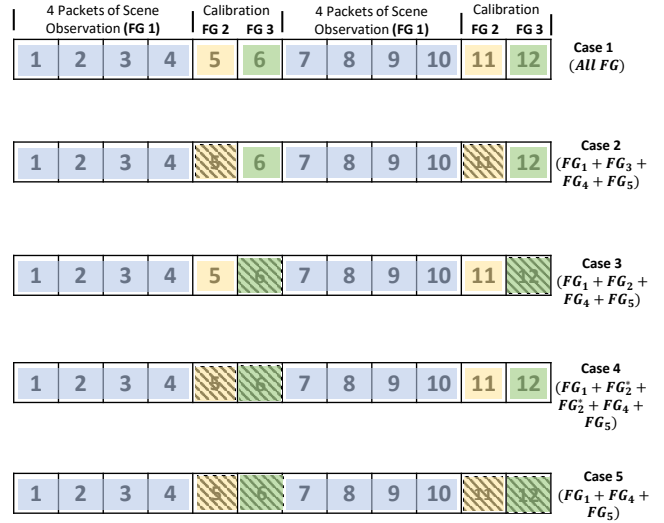 4 Packets of Scene
Observation (FG 1)
Calibration
FG 2 FG 3
4 Packets of Scene
Observation (FG 1)
Calibration
FG 2 FG 3
1 2 3 4 5 6 7 8 9 10 11 12
Case 1
(All FG)
1 2 3 4 5 6 7 8 9 10 11 12
Case 2
(FG₁ + FG₃ +
FG₄ + FG₅)
1 2 3 4 5 6 7 8 9 10 11 12
Case 3
(FG₁ + FG₂ +
FG₄ + FG₅)
1 2 3 4 5 6 7 8 9 10 11 12
Case 4
(FG₁ + FG₂* +
FG₂* + FG₄ +
FG₅)
1 2 3 4 5 6 7 8 9 10 11 12
Case 5
(FG₁ + FG₄ +
FG₅)